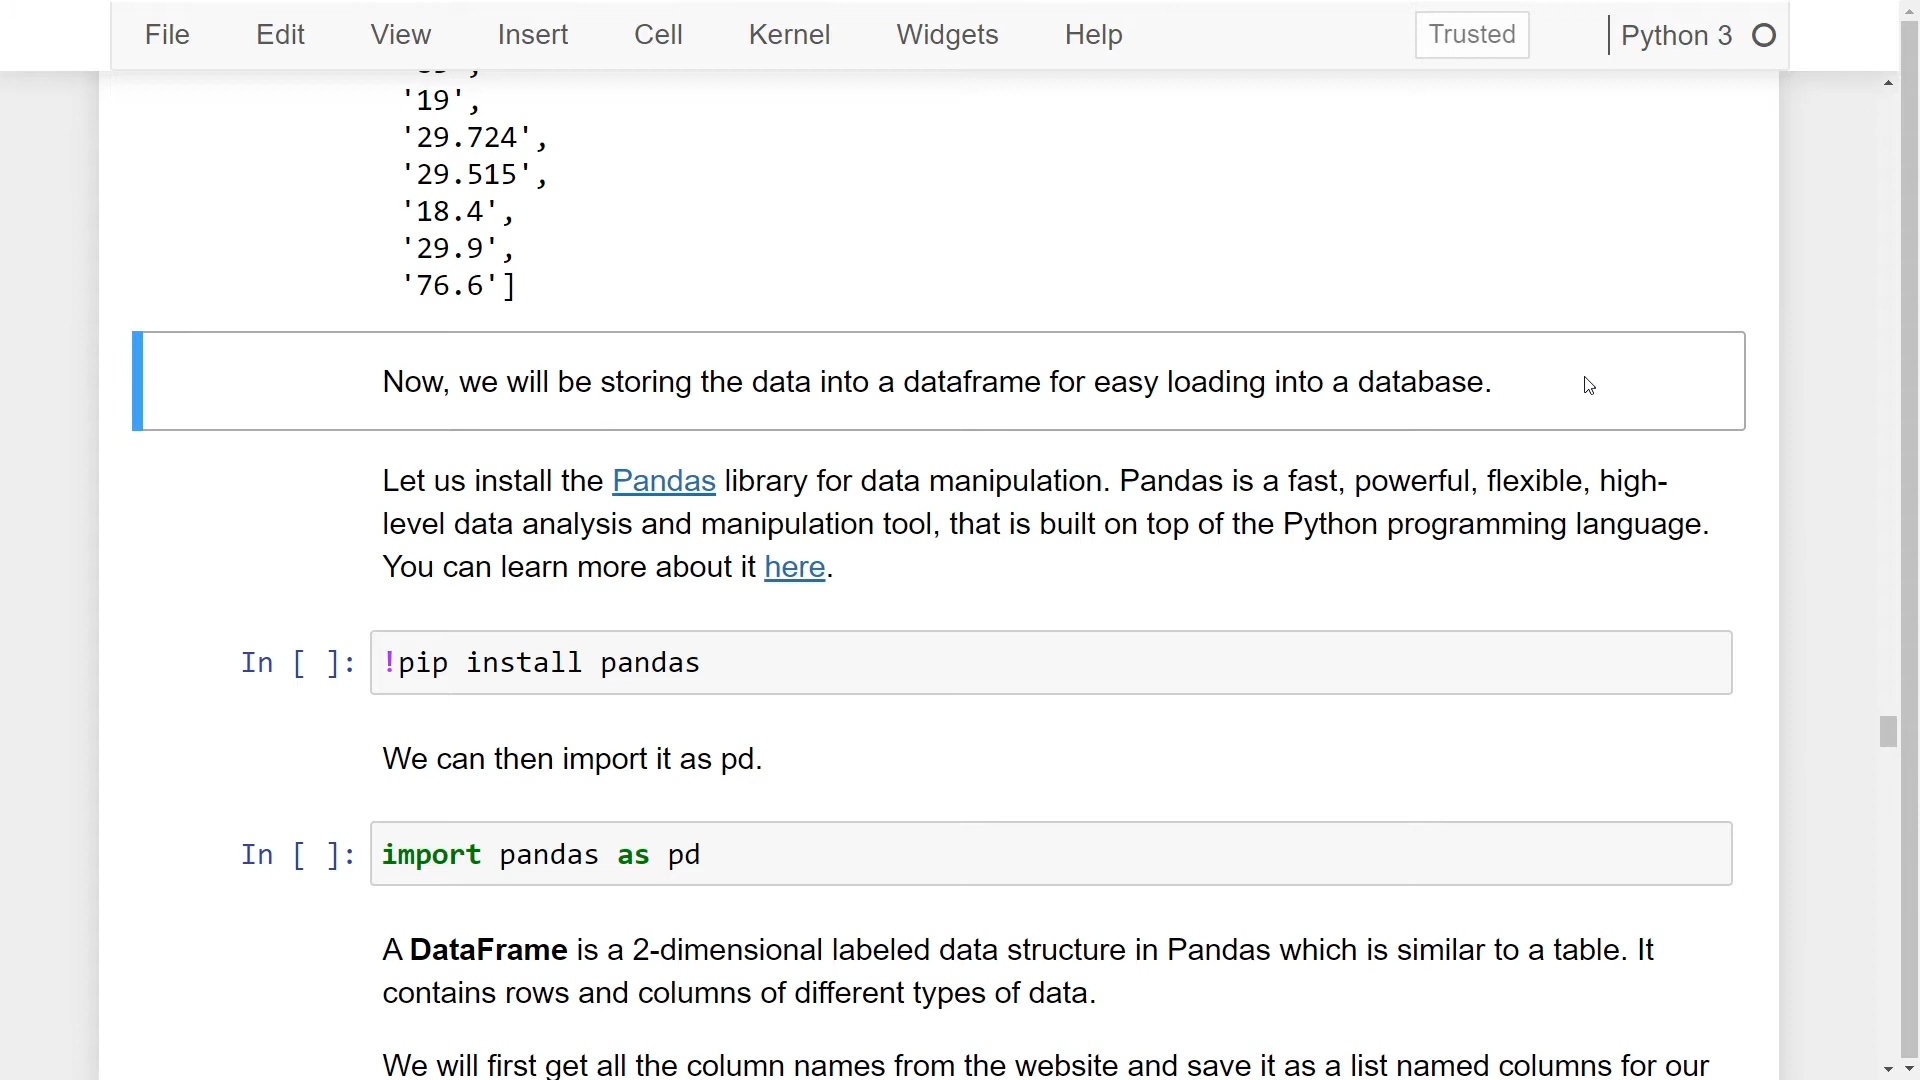 File Edit View Insert Cell Kernel Widgets Help Trusted Python 3
'19',
'29.724',
'29.515',
'18.4',
'29.9',
'76.6']
Now, we will be storing the data into a dataframe for easy loading into a database.
Let us install the Pandas library for data manipulation. Pandas is a fast, powerful, flexible, high-
level data analysis and manipulation tool, that is built on top of the Python programming language.
You can learn more about it here.
In [ ]: !pip install pandas
We can then import it as pd.
In [ ]: import pandas as pd
A DataFrame is a 2-dimensional labeled data structure in Pandas which is similar to a table. It
contains rows and columns of different types of data.
We will first get all the column names from the website and save it as a list named columns for our